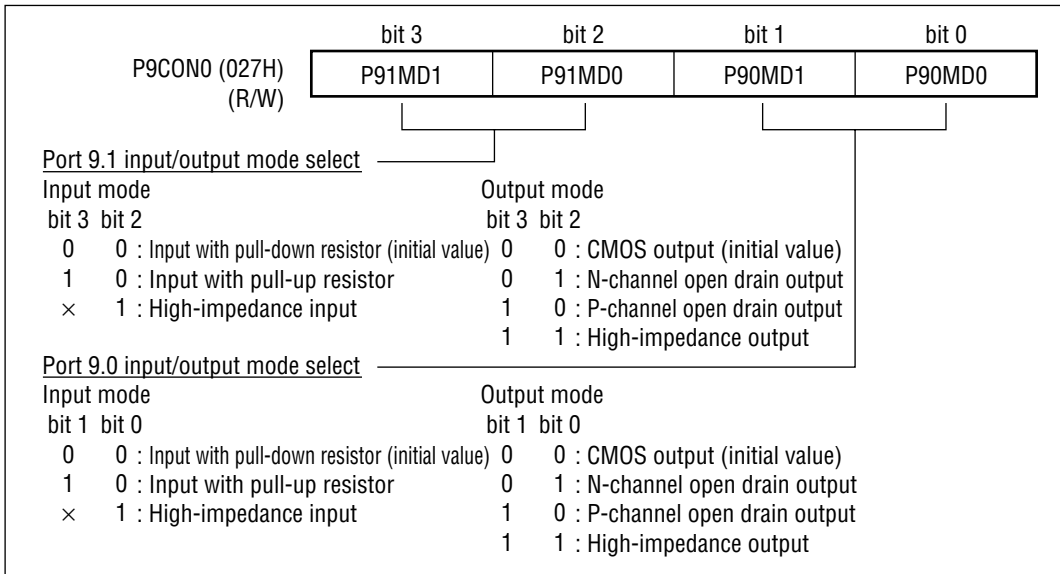 bit 3 bit 2 bit 1 bit 0
P9CON0 (027H) P91MD1 P91MD0 P90MD1 P90MD0
(R/W)
Port 9.1 input/output mode select
Input mode Output mode
bit 3 bit 2 bit 3 bit 2
0 0 : Input with pull-down resistor (initial value) 0 0 : CMOS output (initial value)
1 0 : Input with pull-up resistor 0 1 : N-channel open drain output
× 1 : High-impedance input 1 0 : P-channel open drain output
1 1 : High-impedance output
Port 9.0 input/output mode select
Input mode Output mode
bit 1 bit 0 bit 1 bit 0
0 0 : Input with pull-down resistor (initial value) 0 0 : CMOS output (initial value)
1 0 : Input with pull-up resistor 0 1 : N-channel open drain output
× 1 : High-impedance input 1 0 : P-channel open drain output
1 1 : High-impedance output